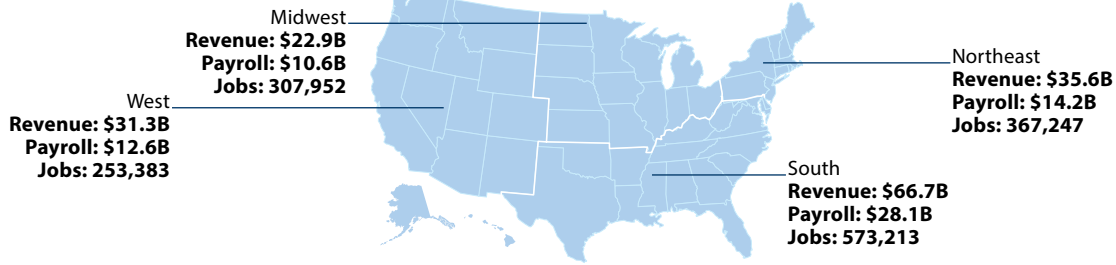 Midwest
Revenue: $22.9B
Payroll: $10.6B
Jobs: 307,952
West
Revenue: $31.3B
Payroll: $12.6B
Jobs: 253,383
Northeast
Revenue: $35.6B
Payroll: $14.2B
Jobs: 367,247
South
Revenue: $66.7B
Payroll: $28.1B
Jobs: 573,213